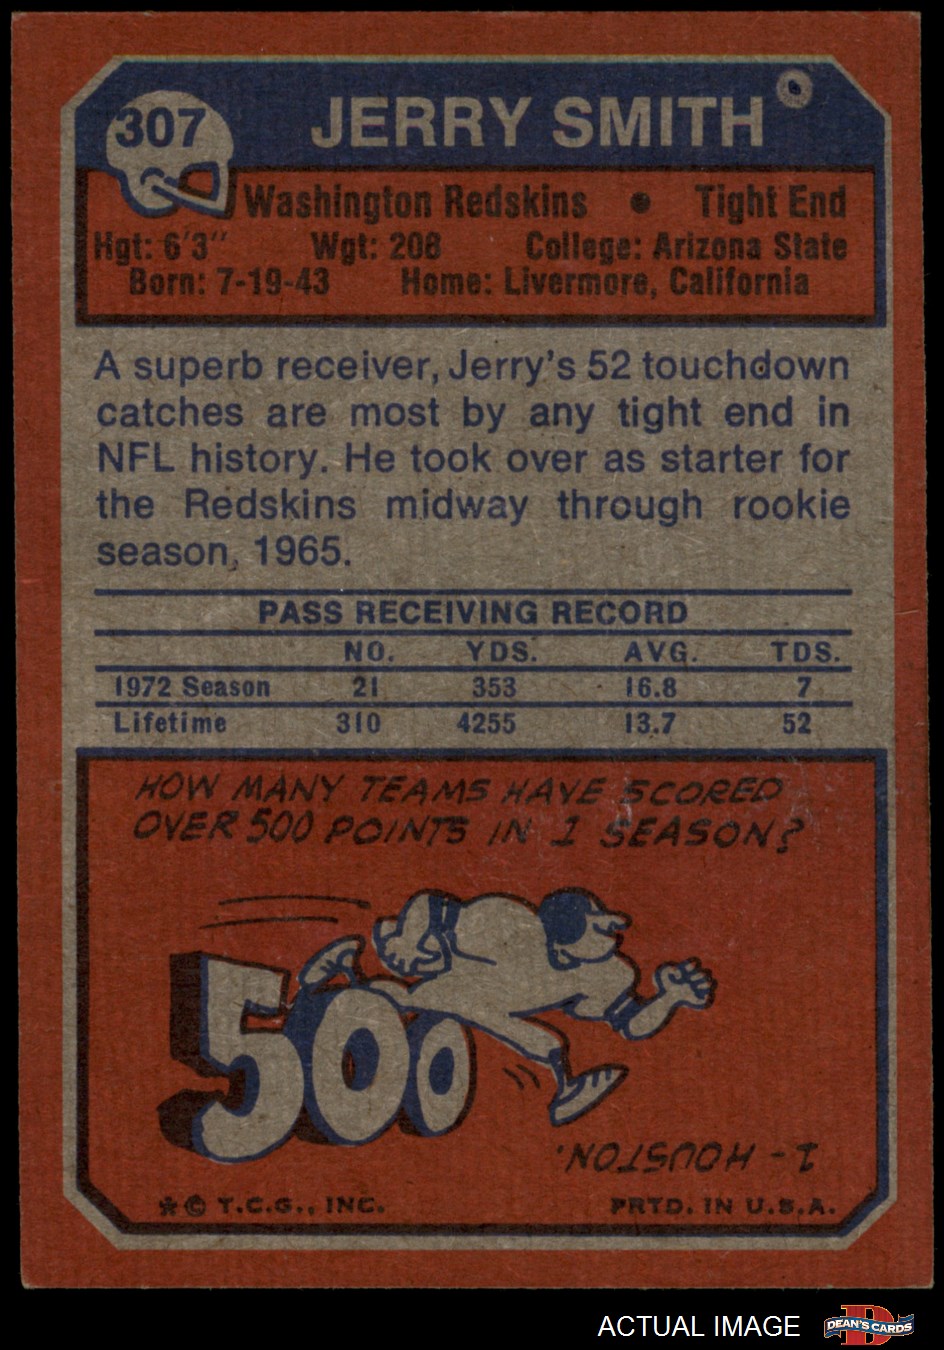 307
JERRY SMITH
Washington Redskins • Tight End
Hgt: 6'3" Wgt: 208 College: Arizona State
Born: 7-19-43 Home: Livermore, California
A superb receiver, Jerry's 52 touchdown
catches are most by any tight end in
NFL history. He took over as starter for
the Redskins midway through rookie
season, 1965.
PASS RECEIVING RECORD
NO. YDS. AVG. TDS.
1972 Season 21 353 16.8 7
Lifetime 310 4255 13.7 52
HOW MANY TEAMS HAVE SCORED
OVER 500 POINTS IN 1 SEASON?
500
1 - HOUSTON.
*© T.C.G., INC. PRTD. IN U.S.A.
ACTUAL IMAGE D DEAN'S CARDS